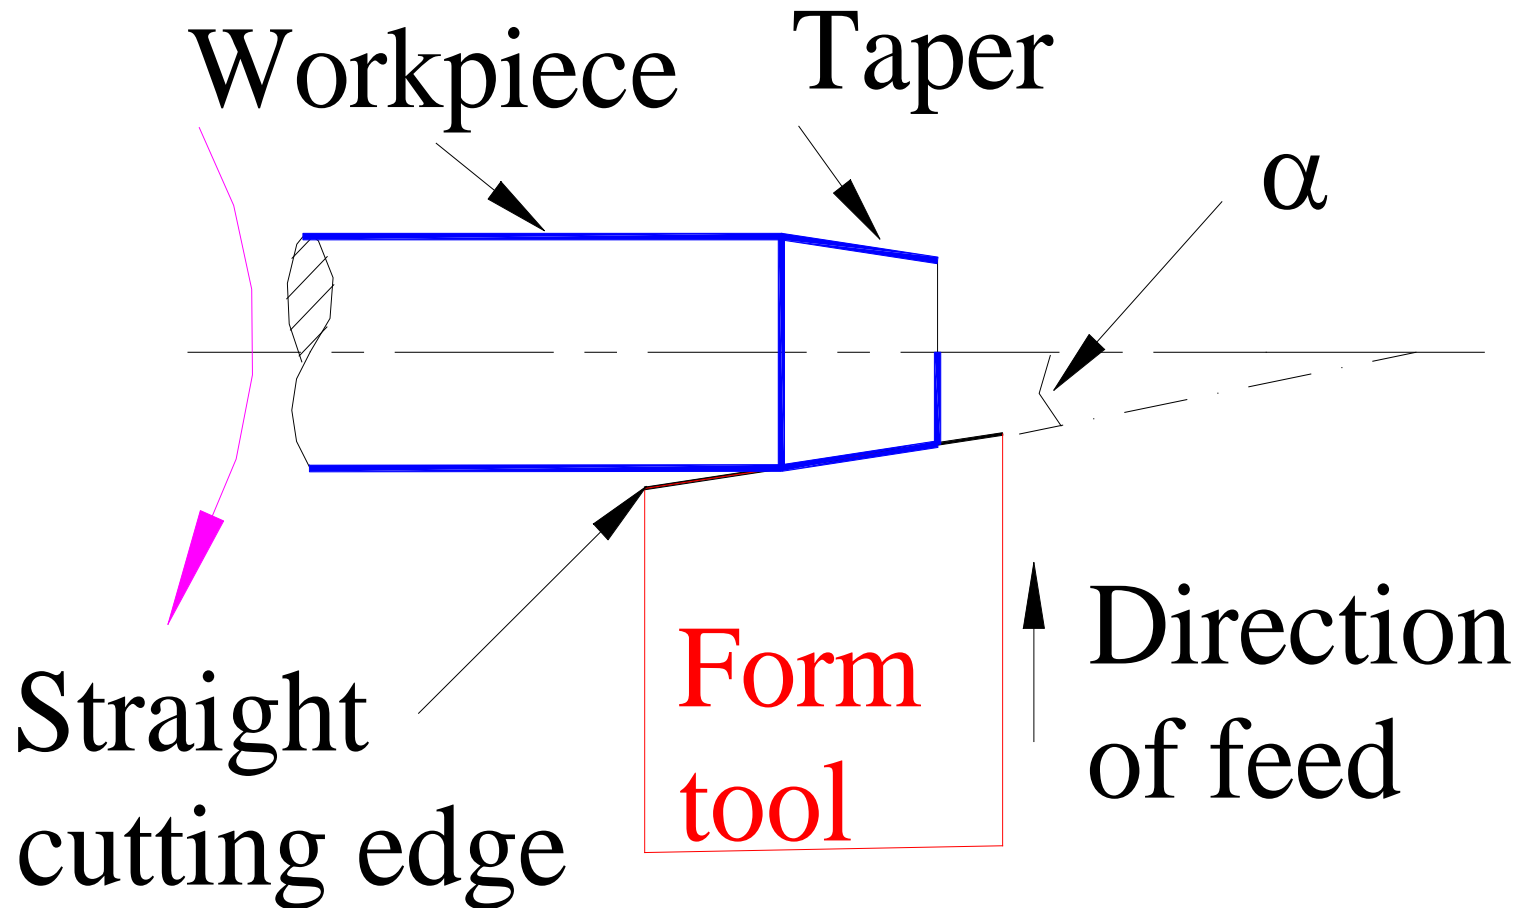 Workpiece
Taper
α
Straight
cutting edge
Form
tool
Direction
of feed